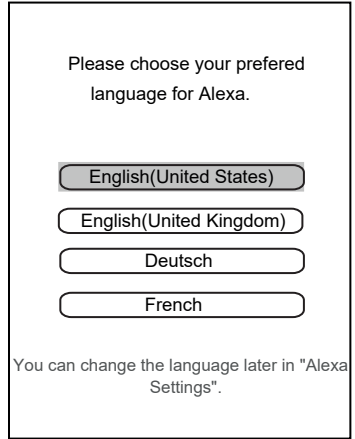 Please choose your prefered
language for Alexa.
English(United States)
English(United Kingdom)
Deutsch
French
You can change the language later in "Alexa
Settings".